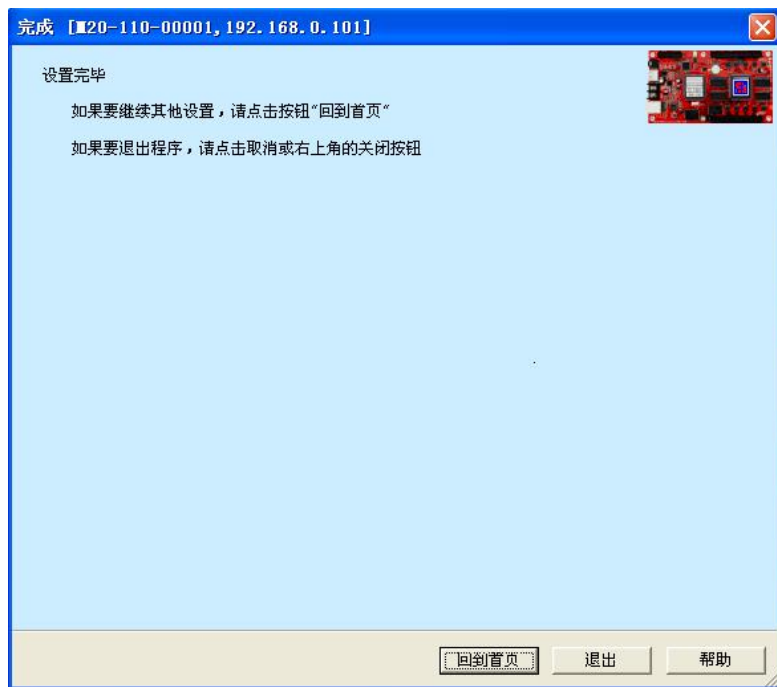 完成 [M20-110-00001,192.168.0.101]
设置完毕
如果要继续其他设置，请点击按钮“回到首页“
如果要退出程序，请点击取消或右上角的关闭按钮
回到首页
退出
帮助